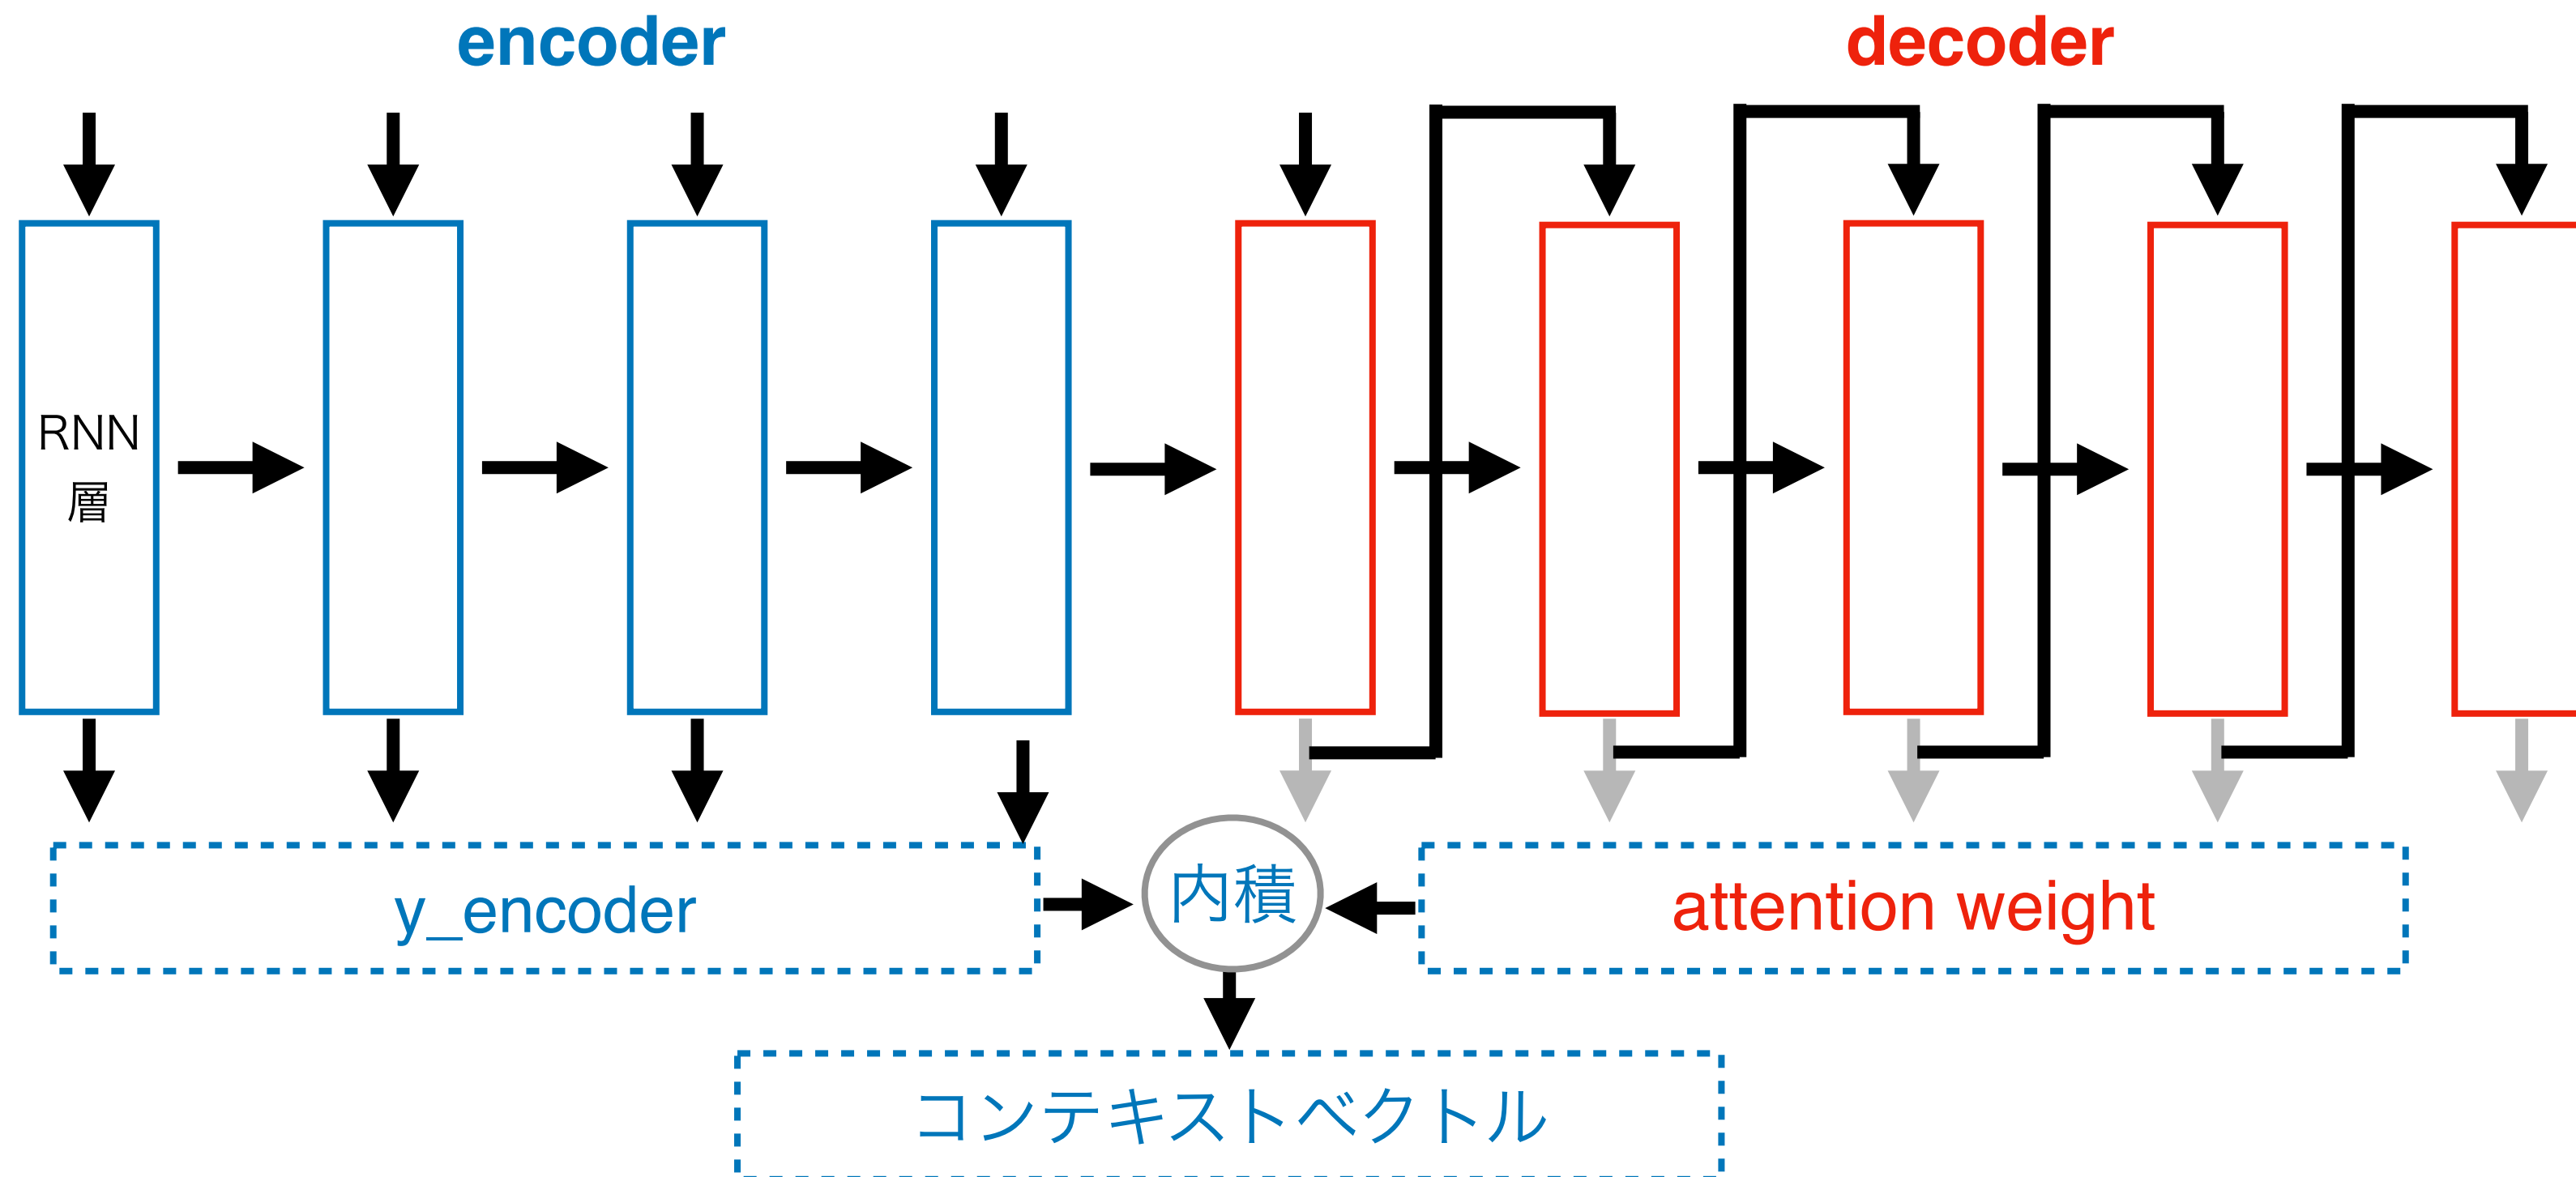 encoder
decoder
RNN
層
y_encoder
内積
attention weight
コンテキストベクトル